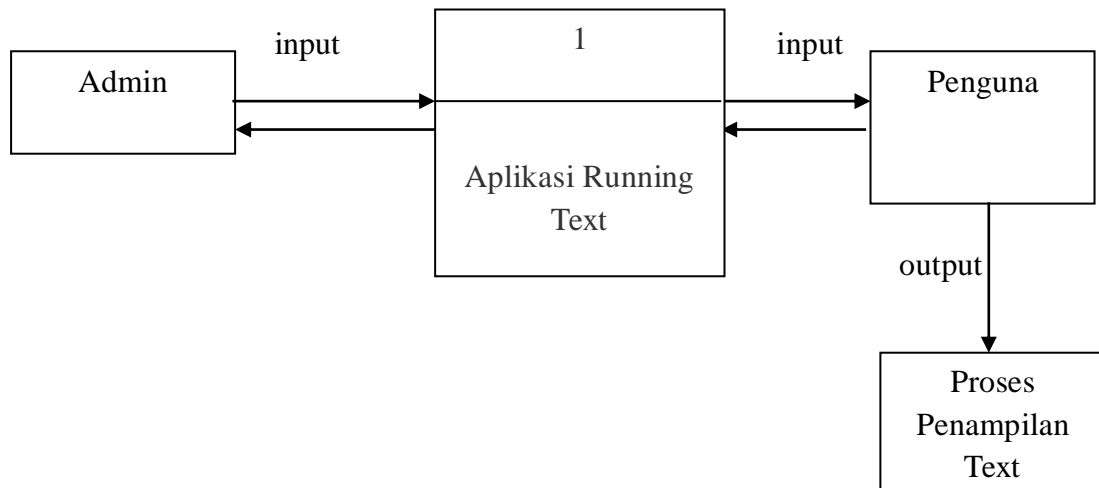 input
1
input
Admin
Penguna
Aplikasi Running
Text
output
Proses
Penampilan
Text